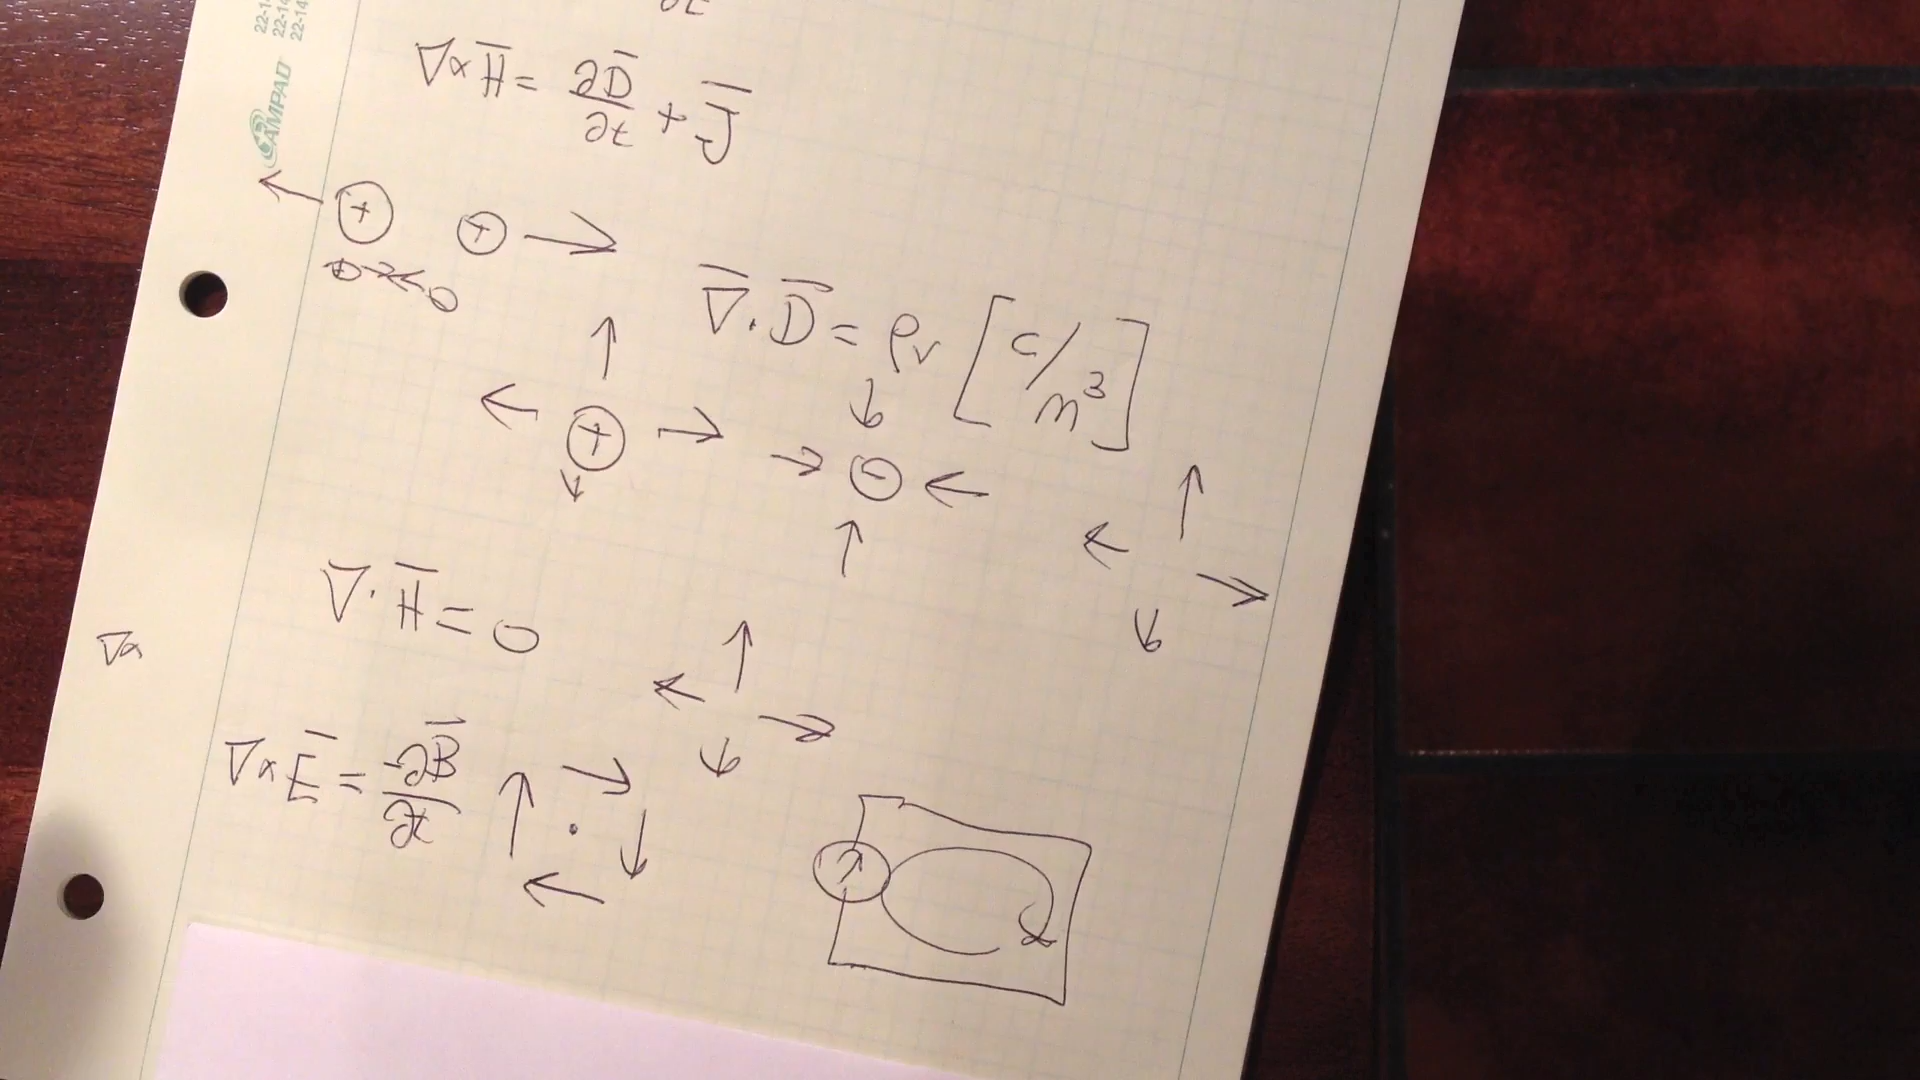 ∂t
∇×H̅ = ∂D̅/∂t + J̅
+ +
∇̅·D̅ = ρv [C/m³]
+
-
∇·H̅ = 0
∇×
∇×E̅ = -∂B̅/∂t
AMPAD